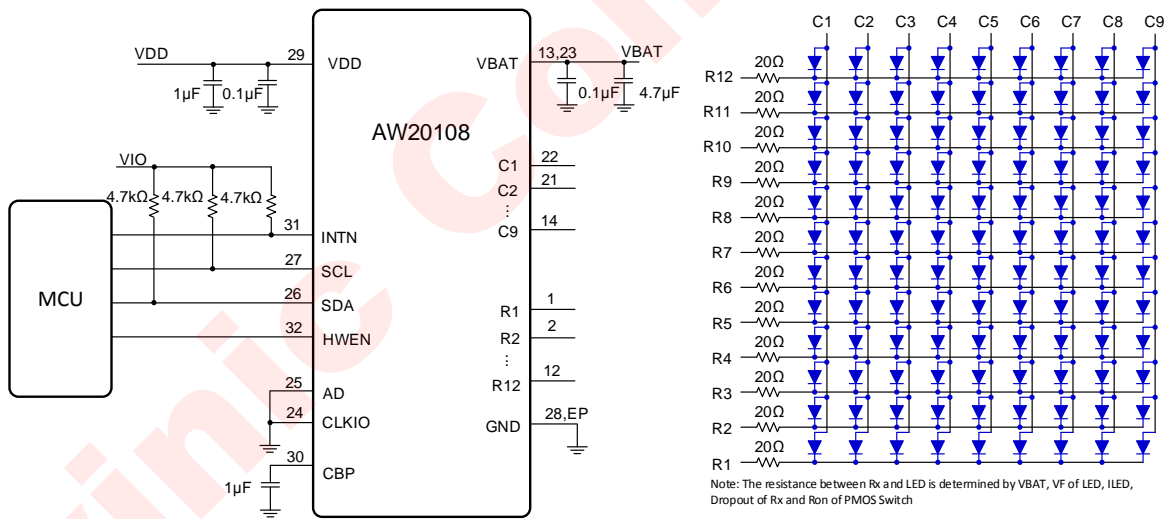 VDD
29
VDD
1µF
0.1µF
VIO
4.7kΩ
4.7kΩ
4.7kΩ
MCU
31
INTN
27
SCL
26
SDA
32
HWEN
25
AD
24
CLKIO
30
CBP
1µF
AW20108
VBAT
13,23
VBAT
0.1µF
4.7µF
C1
22
C2
21
⋮
C9
14
R1
1
R2
2
⋮
R12
12
GND
28,EP
C1 C2 C3 C4 C5 C6 C7 C8 C9
20Ω
R12
20Ω
R11
20Ω
R10
20Ω
R9
20Ω
R8
20Ω
R7
20Ω
R6
20Ω
R5
20Ω
R4
20Ω
R3
20Ω
R2
20Ω
R1
Note: The resistance between Rx and LED is determined by VBAT, VF of LED, ILED,
Dropout of Rx and Ron of PMOS Switch